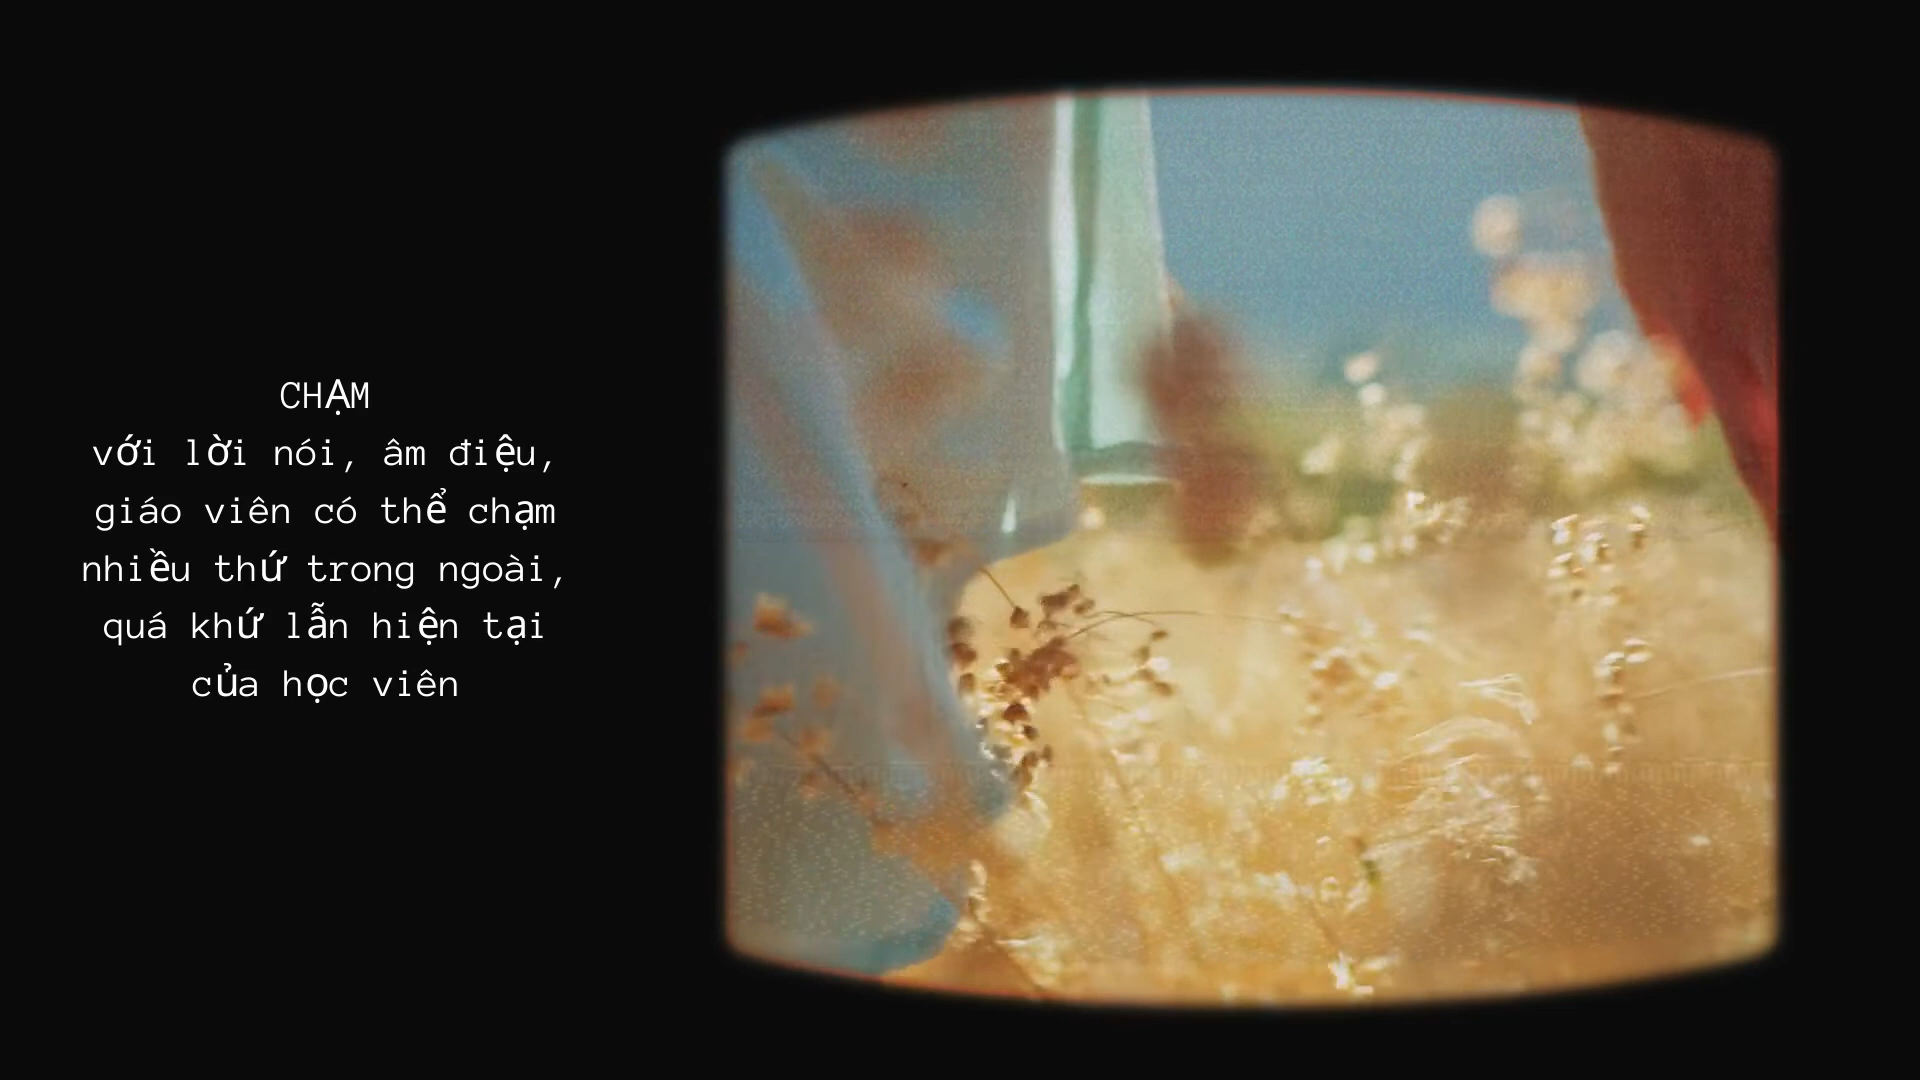 CHẠM
với lời nói, âm điệu,
giáo viên có thể chạm
nhiều thứ trong ngoài,
quá khứ lẫn hiện tại
của học viên